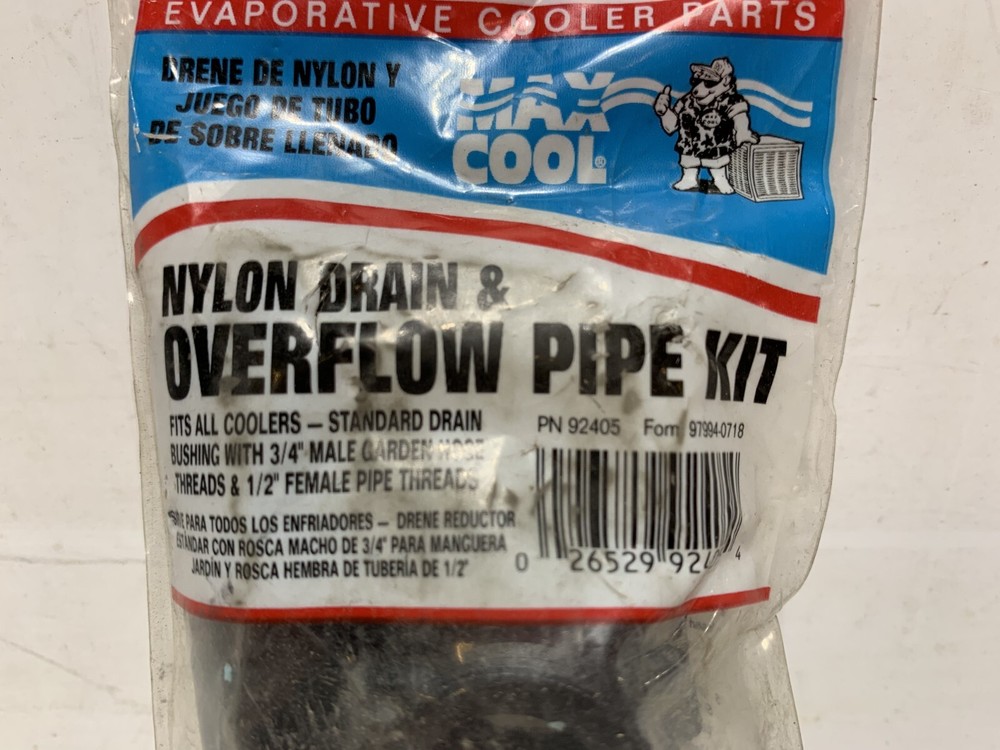 EVAPORATIVE COOLER PARTS
DRENE DE NYLON Y
JUEGO DE TUBO
DE SOBRE LLENADO
MAX
COOL®
NYLON DRAIN &
OVERFLOW PIPE KIT
FITS ALL COOLERS – STANDARD DRAIN
BUSHING WITH 3/4" MALE GARDEN HOSE
THREADS & 1/2" FEMALE PIPE THREADS
PARA TODOS LOS ENFRIADORES – DRENE REDUCTOR
ESTANDAR CON ROSCA MACHO DE 3/4" PARA MANGUERA
JARDÍN Y ROSCA HEMBRA DE TUBERÍA DE 1/2"
PN 92405 Form 97994-0718
0 26529 92 4